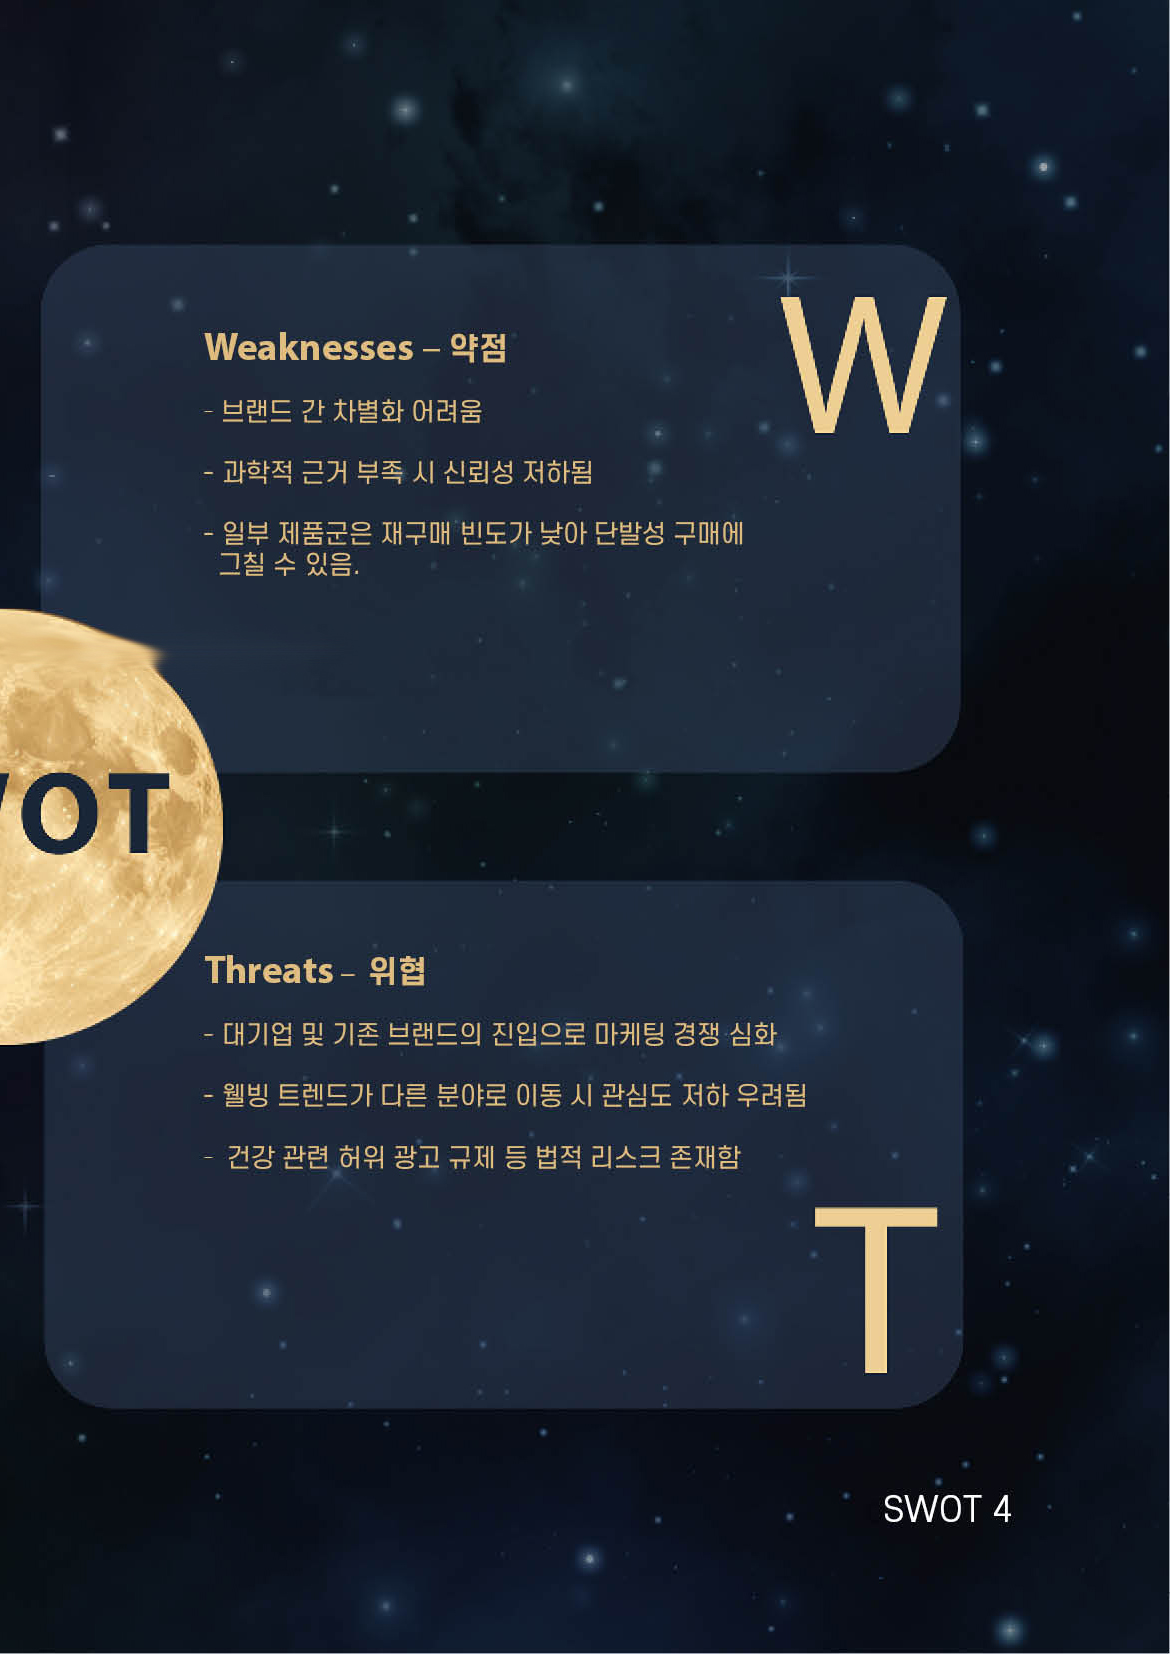 W
Weaknesses – 약점
- 브랜드 간 차별화 어려움
- 과학적 근거 부족 시 신뢰성 저하됨
- 일부 제품군은 재구매 빈도가 낮아 단발성 구매에
그칠 수 있음.
OT
Threats – 위협
- 대기업 및 기존 브랜드의 진입으로 마케팅 경쟁 심화
- 웰빙 트렌드가 다른 분야로 이동 시 관심도 저하 우려됨
- 건강 관련 허위 광고 규제 등 법적 리스크 존재함
T
SWOT 4